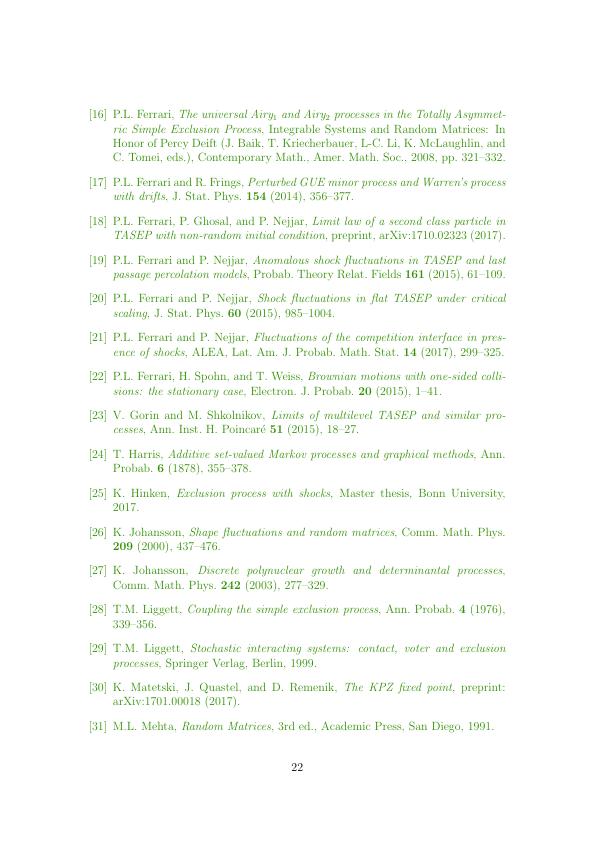 [16] P.L. Ferrari, The universal Airy₁ and Airy₂ processes in the Totally Asymmet-
ric Simple Exclusion Process, Integrable Systems and Random Matrices: In
Honor of Percy Deift (J. Baik, T. Kriecherbauer, L-C. Li, K. McLaughlin, and
C. Tomei, eds.), Contemporary Math., Amer. Math. Soc., 2008, pp. 321–332.
[17] P.L. Ferrari and R. Frings, Perturbed GUE minor process and Warren's process
with drifts, J. Stat. Phys. 154 (2014), 356–377.
[18] P.L. Ferrari, P. Ghosal, and P. Nejjar, Limit law of a second class particle in
TASEP with non-random initial condition, preprint, arXiv:1710.02323 (2017).
[19] P.L. Ferrari and P. Nejjar, Anomalous shock fluctuations in TASEP and last
passage percolation models, Probab. Theory Relat. Fields 161 (2015), 61–109.
[20] P.L. Ferrari and P. Nejjar, Shock fluctuations in flat TASEP under critical
scaling, J. Stat. Phys. 60 (2015), 985–1004.
[21] P.L. Ferrari and P. Nejjar, Fluctuations of the competition interface in pres-
ence of shocks, ALEA, Lat. Am. J. Probab. Math. Stat. 14 (2017), 299–325.
[22] P.L. Ferrari, H. Spohn, and T. Weiss, Brownian motions with one-sided colli-
sions: the stationary case, Electron. J. Probab. 20 (2015), 1–41.
[23] V. Gorin and M. Shkolnikov, Limits of multilevel TASEP and similar pro-
cesses, Ann. Inst. H. Poincaré 51 (2015), 18–27.
[24] T. Harris, Additive set-valued Markov processes and graphical methods, Ann.
Probab. 6 (1878), 355–378.
[25] K. Hinken, Exclusion process with shocks, Master thesis, Bonn University,
2017.
[26] K. Johansson, Shape fluctuations and random matrices, Comm. Math. Phys.
209 (2000), 437–476.
[27] K. Johansson, Discrete polynuclear growth and determinantal processes,
Comm. Math. Phys. 242 (2003), 277–329.
[28] T.M. Liggett, Coupling the simple exclusion process, Ann. Probab. 4 (1976),
339–356.
[29] T.M. Liggett, Stochastic interacting systems: contact, voter and exclusion
processes, Springer Verlag, Berlin, 1999.
[30] K. Matetski, J. Quastel, and D. Remenik, The KPZ fixed point, preprint:
arXiv:1701.00018 (2017).
[31] M.L. Mehta, Random Matrices, 3rd ed., Academic Press, San Diego, 1991.
22